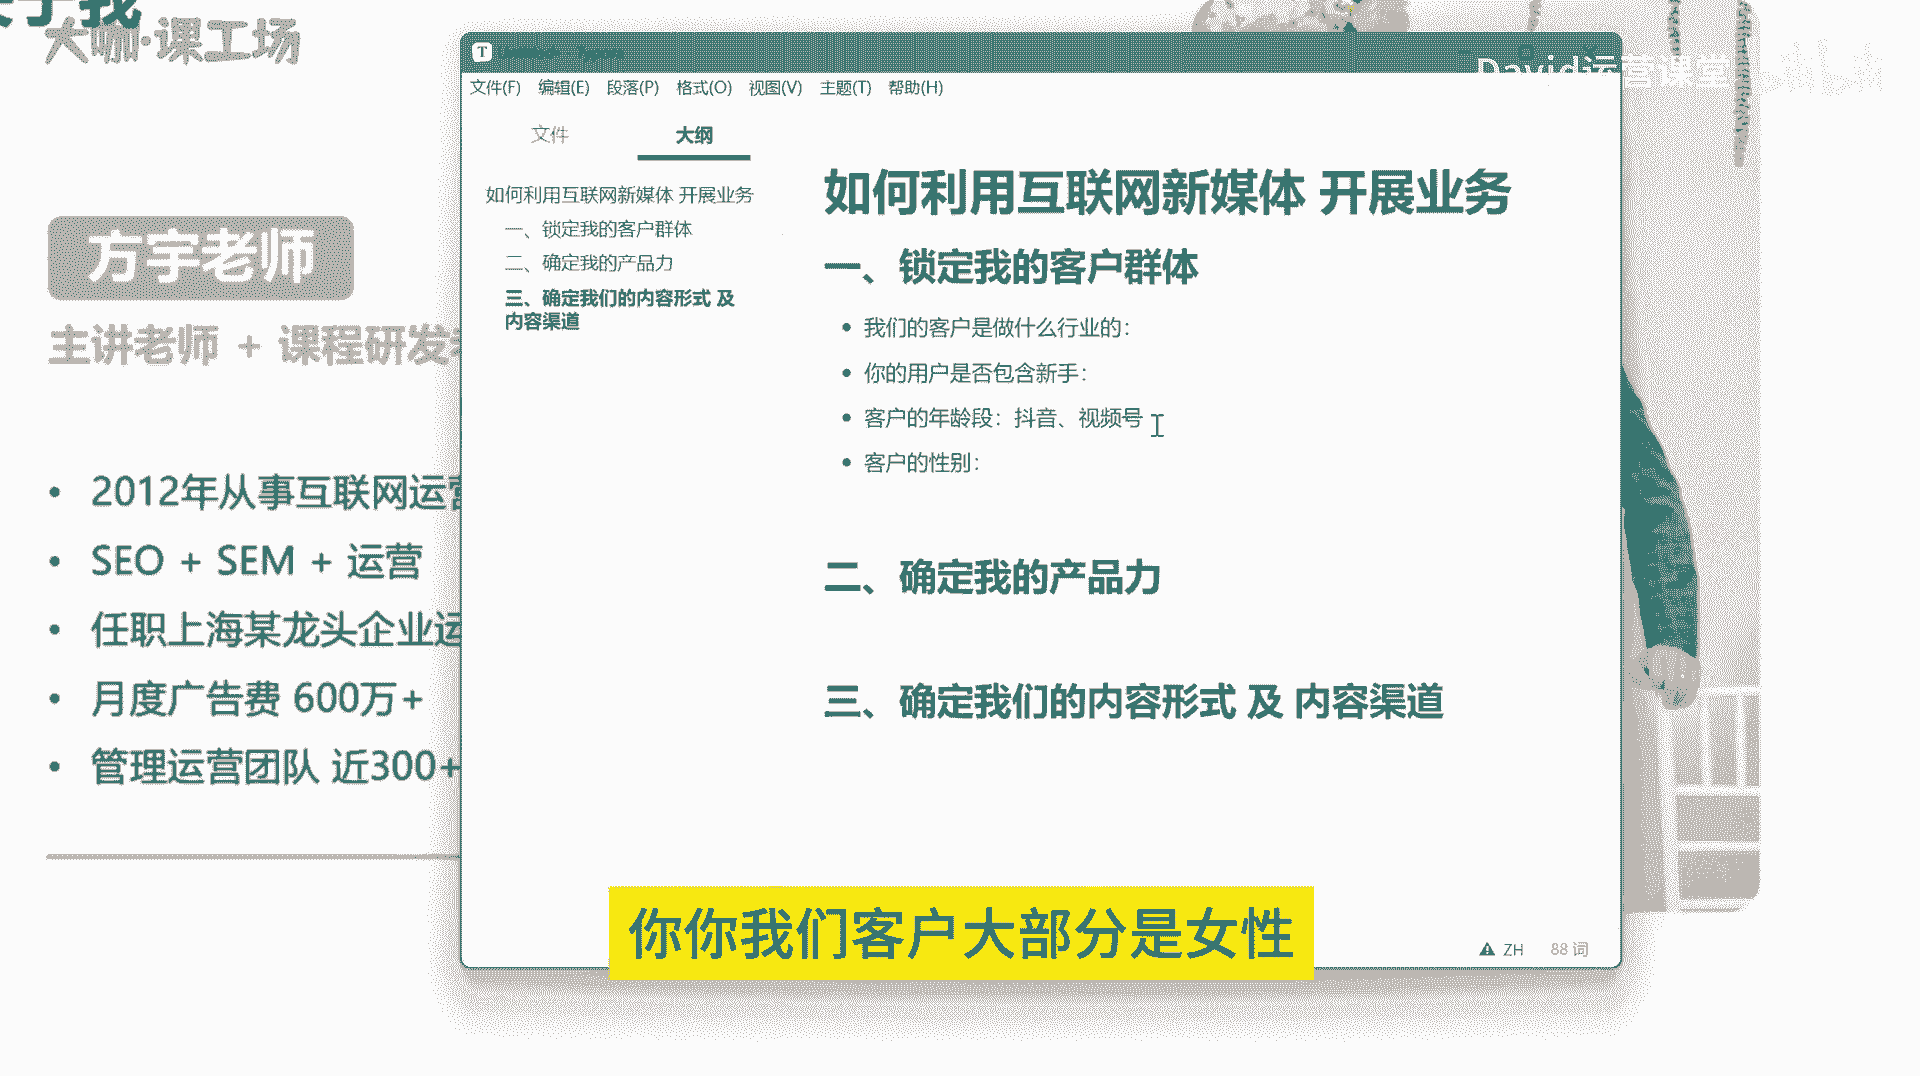 关于我
大咖·课工场
方宇老师
主讲老师 + 课程研发
2012年从事互联网运营
SEO + SEM + 运营
任职上海某龙头企业运
月度广告费 600万+
管理运营团队 近300+
David运营课堂
bilibili
文件(F) 编辑(E) 段落(P) 格式(O) 视图(V) 主题(T) 帮助(H)
文件 大纲
如何利用互联网新媒体 开展业务
一、锁定我的客户群体
二、确定我的产品力
三、确定我们的内容形式 及
内容渠道
如何利用互联网新媒体 开展业务
一、锁定我的客户群体
我们的客户是做什么行业的：
你的用户是否包含新手：
客户的年龄段：抖音、视频号
客户的性别：
二、确定我的产品力
三、确定我们的内容形式 及 内容渠道
ZH 88 词
你你我们客户大部分是女性